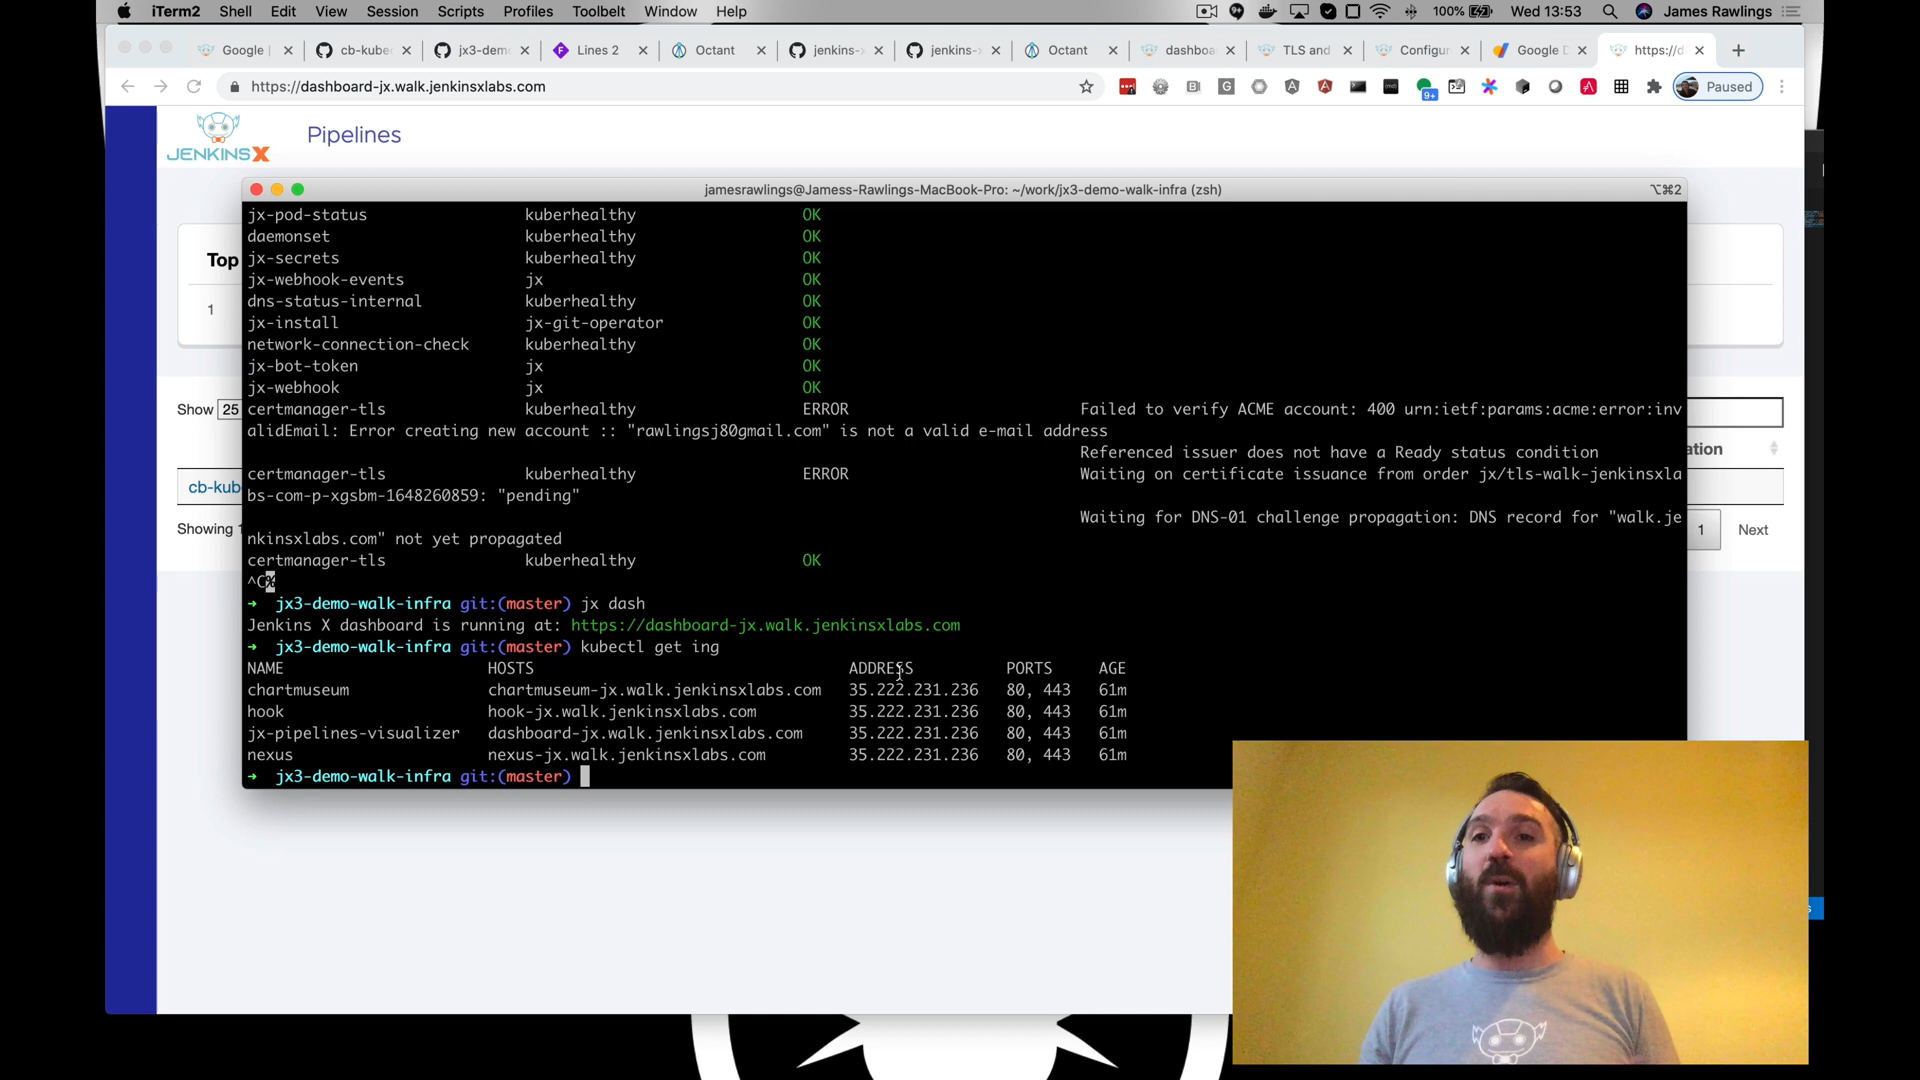 iTerm2 Shell Edit View Session Scripts Profiles Toolbelt Window Help 100% Wed 13:53 James Rawlings
Google cb-kube jx3-dem Lines 2 Octant jenkins- jenkins- Octant dashboa TLS and Configur Google D https://d
https://dashboard-jx.walk.jenkinsxlabs.com 9+ Paused
JENKINS X Pipelines
jamesrawlings@Jamess-Rawlings-MacBook-Pro: ~/work/jx3-demo-walk-infra (zsh) ⌥⌘2
jx-pod-status kuberhealthy OK
daemonset kuberhealthy OK
Top
jx-secrets kuberhealthy OK
jx-webhook-events jx OK
dns-status-internal kuberhealthy OK
1
jx-install jx-git-operator OK
network-connection-check kuberhealthy OK
jx-bot-token jx OK
jx-webhook jx OK
Show 25
certmanager-tls kuberhealthy ERROR Failed to verify ACME account: 400 urn:ietf:params:acme:error:inv
alidEmail: Error creating new account :: "rawlingsj80gmail.com" is not a valid e-mail address
Referenced issuer does not have a Ready status condition
ation
certmanager-tls kuberhealthy ERROR Waiting on certificate issuance from order jx/tls-walk-jenkinsxla
cb-kub
bs-com-p-xgsbm-1648260859: "pending"
Waiting for DNS-01 challenge propagation: DNS record for "walk.je
Showing 1
1 Next
nkinsxlabs.com" not yet propagated
certmanager-tls kuberhealthy OK
^C%
➜ jx3-demo-walk-infra git:(master) jx dash
Jenkins X dashboard is running at: https://dashboard-jx.walk.jenkinsxlabs.com
➜ jx3-demo-walk-infra git:(master) kubectl get ing
NAME HOSTS ADDRESS PORTS AGE
chartmuseum chartmuseum-jx.walk.jenkinsxlabs.com 35.222.231.236 80, 443 61m
hook hook-jx.walk.jenkinsxlabs.com 35.222.231.236 80, 443 61m
jx-pipelines-visualizer dashboard-jx.walk.jenkinsxlabs.com 35.222.231.236 80, 443 61m
nexus nexus-jx.walk.jenkinsxlabs.com 35.222.231.236 80, 443 61m
➜ jx3-demo-walk-infra git:(master)